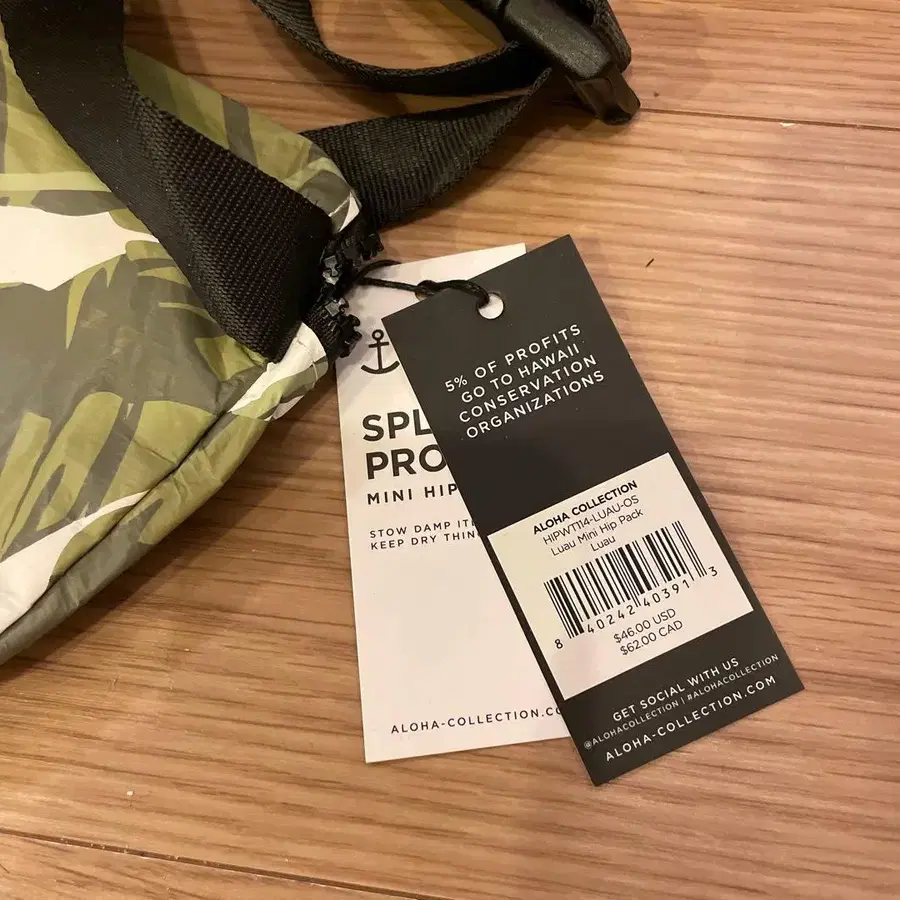 SPL
PRO
MINI HIP
STOW DAMP
KEEP DRY
ALOHA-COLLECTION.
5% OF PROFITS
GO TO HAWAII
CONSERVATION
ORGANIZATIONS
ALOHA COLLECTION
HIPWT114-LUAU-OS
Luau Mini Hip Pack
Luau
8 40242 40391 3
$46.00 USD
$62.00 CAD
GET SOCIAL WITH US
@ALOHACOLLECTION | #ALOHACOLLECTION
ALOHA-COLLECTION.COM